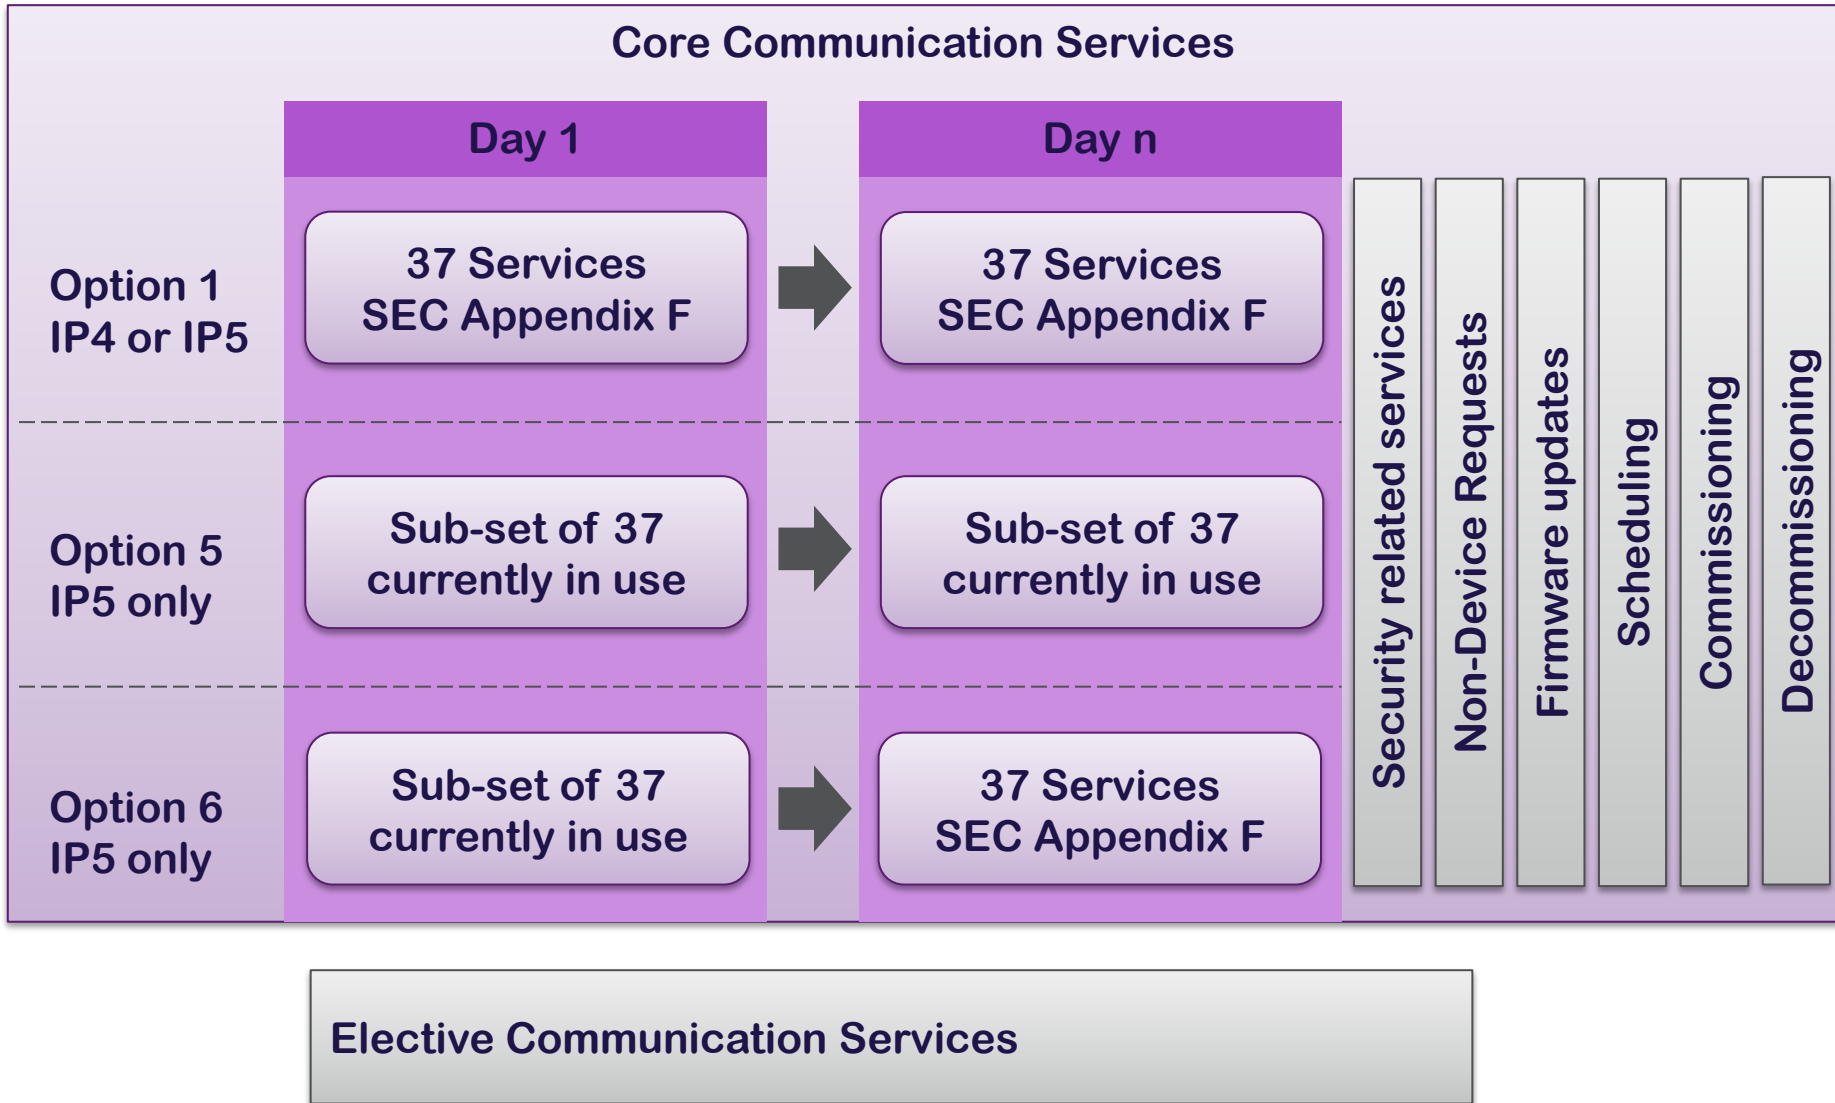 Core Communication Services
Day 1
Day n
Option 1
IP4 or IP5
37 Services
SEC Appendix F
37 Services
SEC Appendix F
Option 5
IP5 only
Sub-set of 37
currently in use
Sub-set of 37
currently in use
Option 6
IP5 only
Sub-set of 37
currently in use
37 Services
SEC Appendix F
Security related services
Non-Device Requests
Firmware updates
Scheduling
Commissioning
Decommissioning
Elective Communication Services